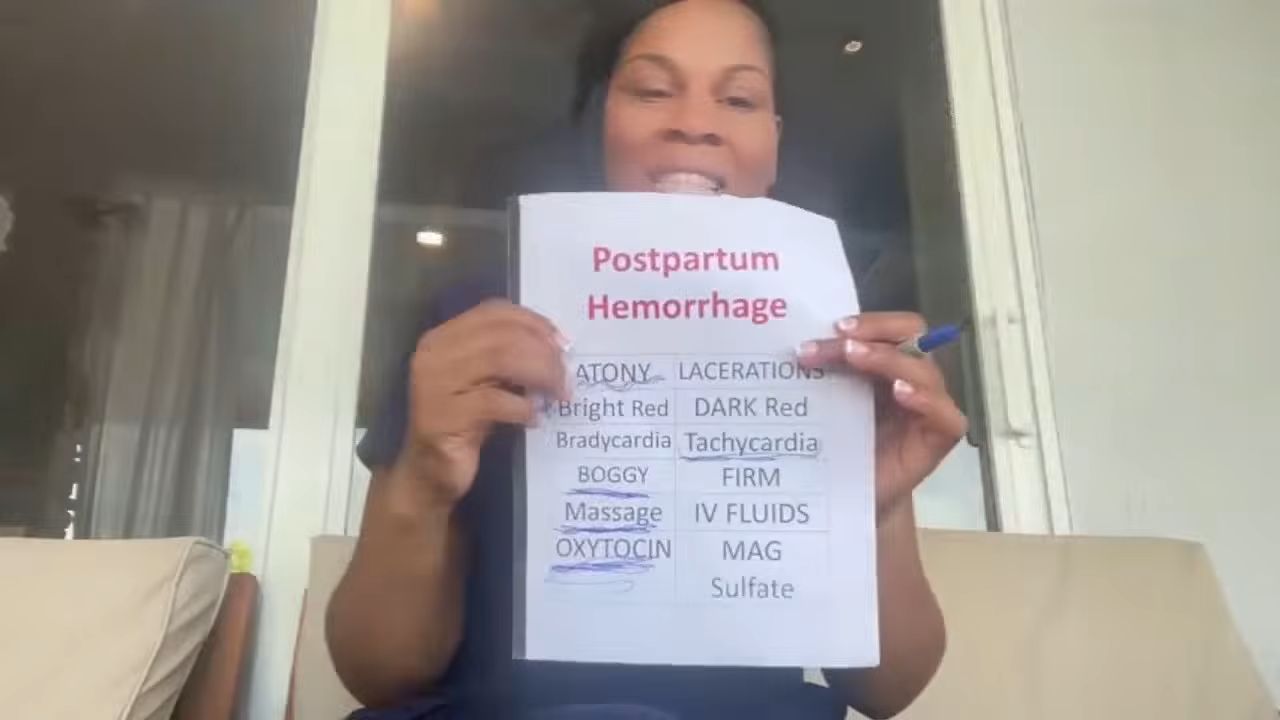 Postpartum
Hemorrhage
ATONY LACERATIONS
Bright Red DARK Red
Bradycardia Tachycardia
BOGGY FIRM
Massage IV FLUIDS
OXYTOCIN MAG
Sulfate